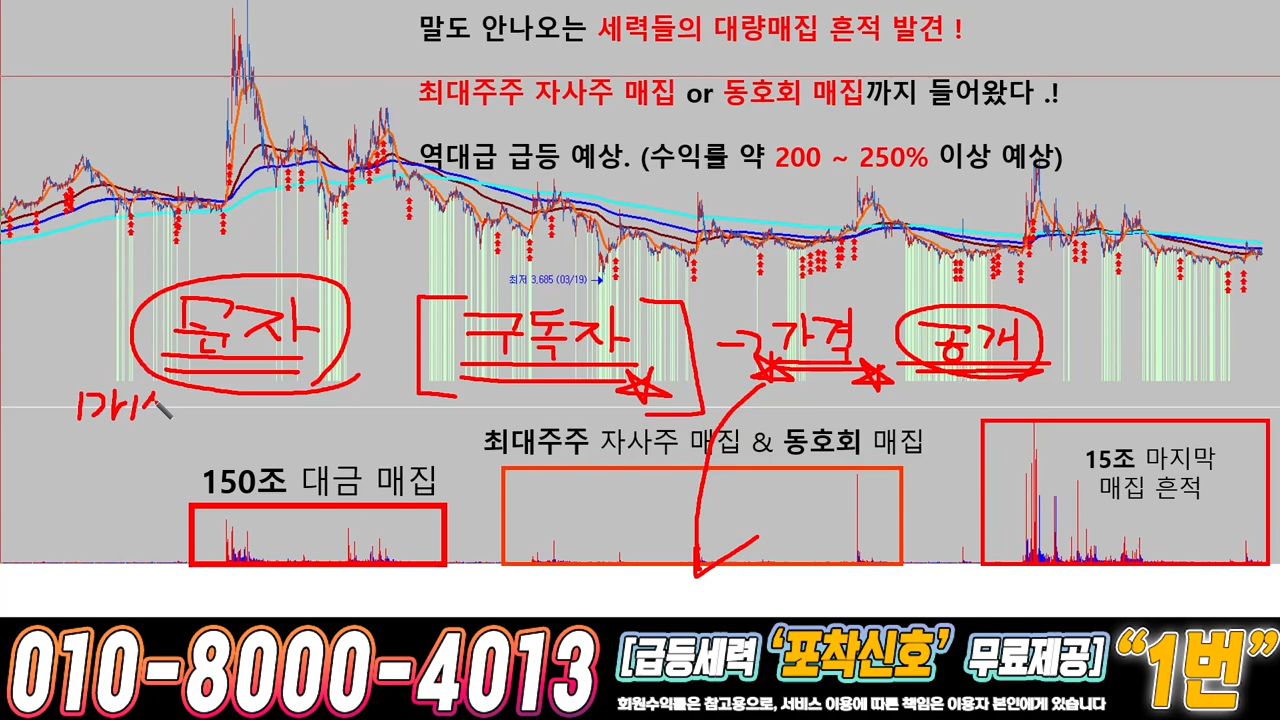 말도 안나오는 세력들의 대량매집 흔적 발견 !
최대주주 자사주 매집 or 동호회 매집까지 들어왔다 .!
역대급 급등 예상. (수익률 약 200 ~ 250% 이상 예상)
최저 3,685 (03/19)
문자
구독자
가격
공개
최대주주 자사주 매집 & 동호회 매집
150조 대금 매집
15조 마지막
매집 흔적
010-8000-4013
[급등세력 ‘포착신호’ 무료제공]
“1번”
회원수익률은 참고용으로, 서비스 이용에 따른 책임은 이용자 본인에게 있습니다